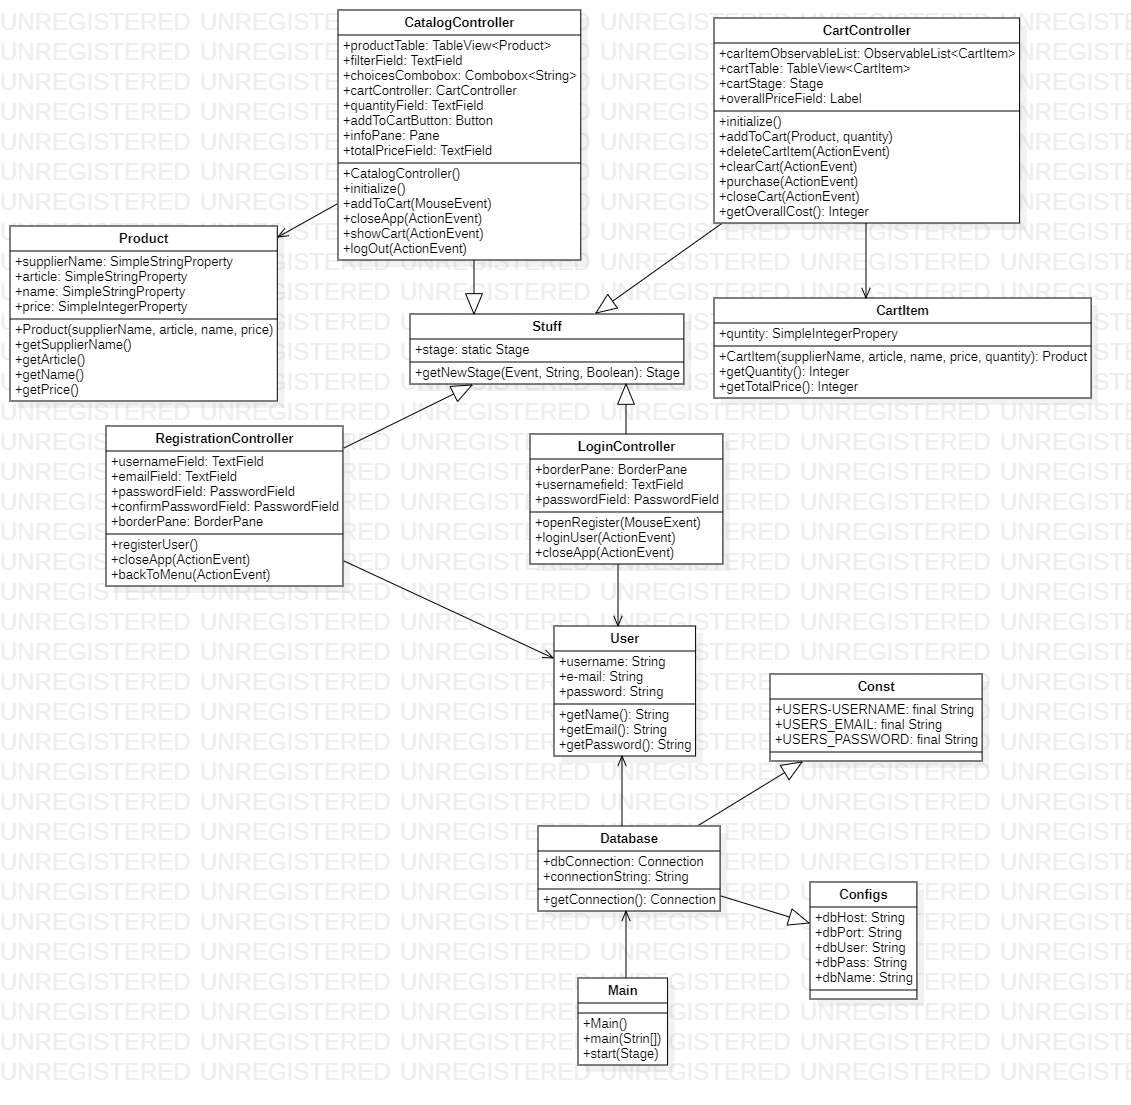 CatalogController
+productTable: TableView<Product>
+filterField: TextField
+choicesCombobox: Combobox<String>
+cartController: CartController
+quantityField: TextField
+addToCartButton: Button
+infoPane: Pane
+totalPriceField: TextField
+CatalogController()
+initialize()
+addToCart(MouseEvent)
+closeApp(ActionEvent)
+showCart(ActionEvent)
+logOut(ActionEvent)
CartController
+carItemObservableList: ObservableList<CartItem>
+cartTable: TableView<CartItem>
+cartStage: Stage
+overallPriceField: Label
+initialize()
+addToCart(Product, quantity)
+deleteCartItem(ActionEvent)
+clearCart(ActionEvent)
+purchase(ActionEvent)
+closeCart(ActionEvent)
+getOverallCost(): Integer
Product
+supplierName: SimpleStringProperty
+article: SimpleStringProperty
+name: SimpleStringProperty
+price: SimpleIntegerProperty
+Product(supplierName, article, name, price)
+getSupplierName()
+getArticle()
+getName()
+getPrice()
Stuff
+stage: static Stage
+getNewStage(Event, String, Boolean): Stage
CartItem
+quntity: SimpleIntegerPropery
+CartItem(supplierName, article, name, price, quantity): Product
+getQuantity(): Integer
+getTotalPrice(): Integer
RegistrationController
+usernameField: TextField
+emailField: TextField
+passwordField: PasswordField
+confirmPasswordField: PasswordField
+borderPane: BorderPane
+registerUser()
+closeApp(ActionEvent)
+backToMenu(ActionEvent)
LoginController
+borderPane: BorderPane
+usernamefield: TextField
+passwordField: PasswordField
+openRegister(MouseExent)
+loginUser(ActionEvent)
+closeApp(ActionEvent)
User
+username: String
+e-mail: String
+password: String
+getName(): String
+getEmail(): String
+getPassword(): String
Const
+USERS-USERNAME: final String
+USERS_EMAIL: final String
+USERS_PASSWORD: final String
Database
+dbConnection: Connection
+connectionString: String
+getConnection(): Connection
Configs
+dbHost: String
+dbPort: String
+dbUser: String
+dbPass: String
+dbName: String
Main
+Main()
+main(Strin[])
+start(Stage)
UNREGISTERED